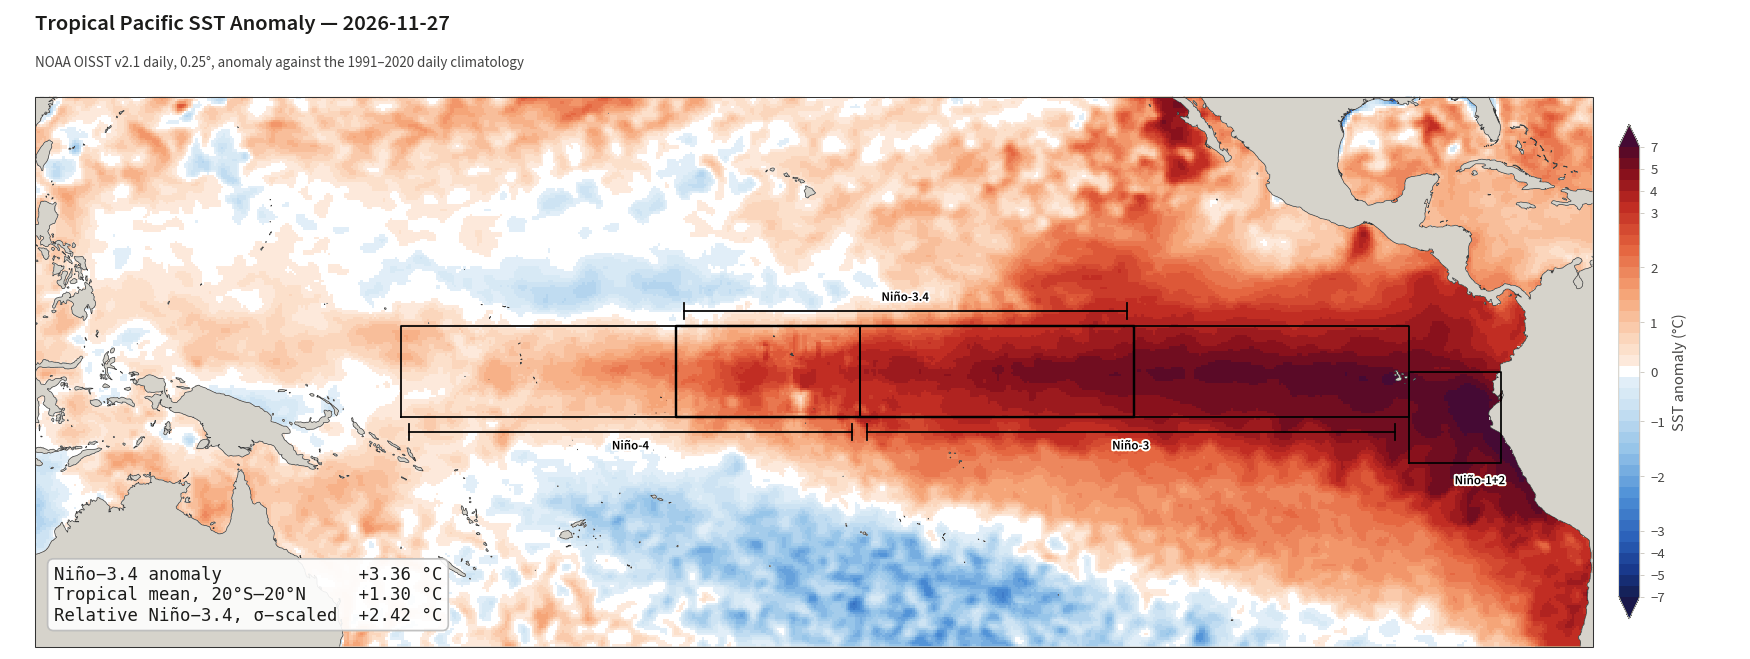 Tropical Pacific SST Anomaly — 2026-11-27
NOAA OISST v2.1 daily, 0.25°, anomaly against the 1991–2020 daily climatology
Niño-3.4
Niño-4
Niño-3
Niño-1+2
Niño−3.4 anomaly +3.36 °C
Tropical mean, 20°S–20°N +1.30 °C
Relative Niño−3.4, σ−scaled +2.42 °C
7
5
4
3
2
1
0
−1
−2
−3
−4
−5
−7
SST anomaly (°C)